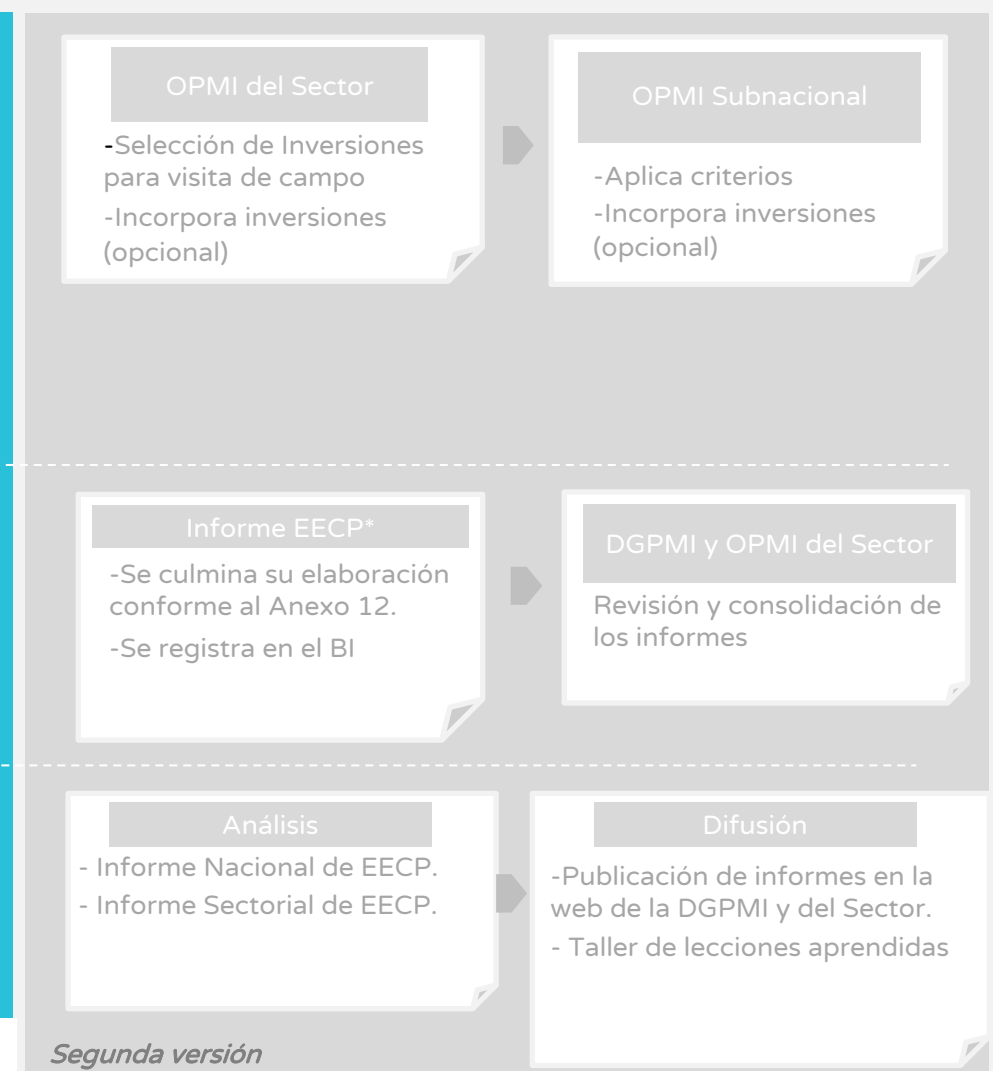 OPMI del Sector
-Selección de Inversiones
para visita de campo
-Incorpora inversiones
(opcional)
OPMI Subnacional
-Aplica criterios
-Incorpora inversiones
(opcional)
Informe EECP*
-Se culmina su elaboración
conforme al Anexo 12.
-Se registra en el BI
DGPMI y OPMI del Sector
Revisión y consolidación de
los informes
Análisis
- Informe Nacional de EECP.
- Informe Sectorial de EECP.
Difusión
-Publicación de informes en la
web de la DGPMI y del Sector.
- Taller de lecciones aprendidas
Segunda versión